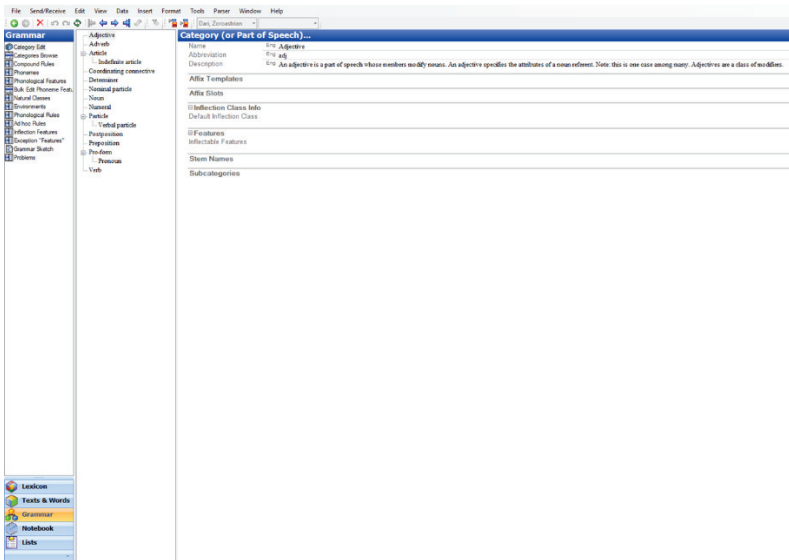 File Send/Receive Edit View Data Insert Format Tools Parser Window Help
Dari, Zoroastrian
Grammar
Category Edit
Categories Browse
Compound Rules
Phonemes
Phonological Features
Bulk Edit Phoneme Featu
Natural Classes
Environments
Phonological Rules
Ad hoc Rules
Inflection Features
Exception "Features"
Grammar Sketch
Problems
Lexicon
Texts & Words
Grammar
Notebook
Lists
Adjective
Adverb
Article
Indefinite article
Coordinating connective
Determiner
Nominal particle
Noun
Numeral
Particle
Verbal particle
Postposition
Preposition
Pro-form
Pronoun
Verb
Category (or Part of Speech)...
Name Eng Adjective
Abbreviation Eng adj
Description Eng An adjective is a part of speech whose members modify nouns. An adjective specifies the attributes of a noun referent. Note: this is one case among many. Adjectives are a class of modifiers.
Affix Templates
Affix Slots
Inflection Class Info
Default Inflection Class
Features
Inflectable Features
Stem Names
Subcategories